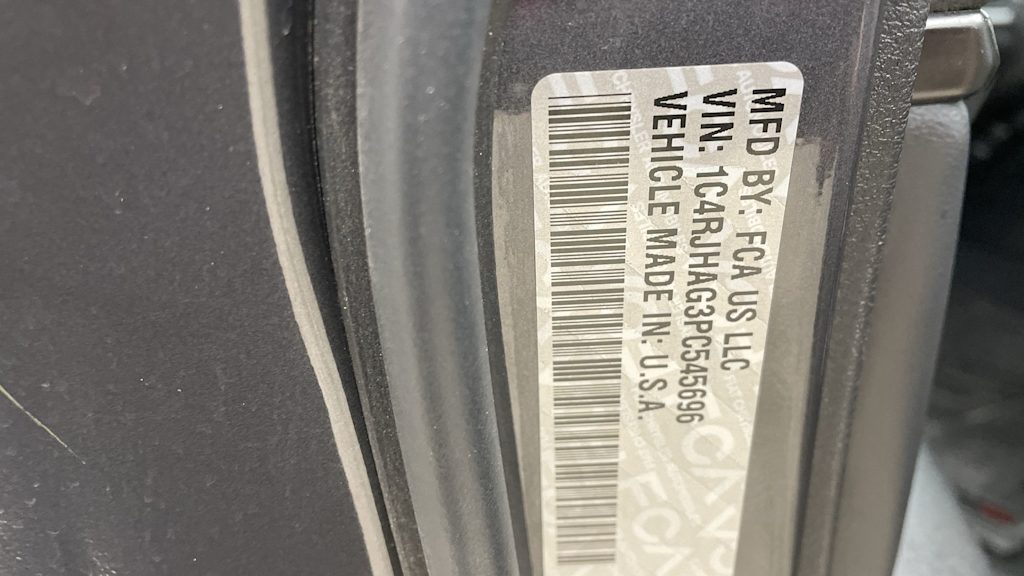 MFD BY: FCA US LLC
VIN: 1C4RJHAG3PC545696
VEHICLE MADE IN: U.S.A.